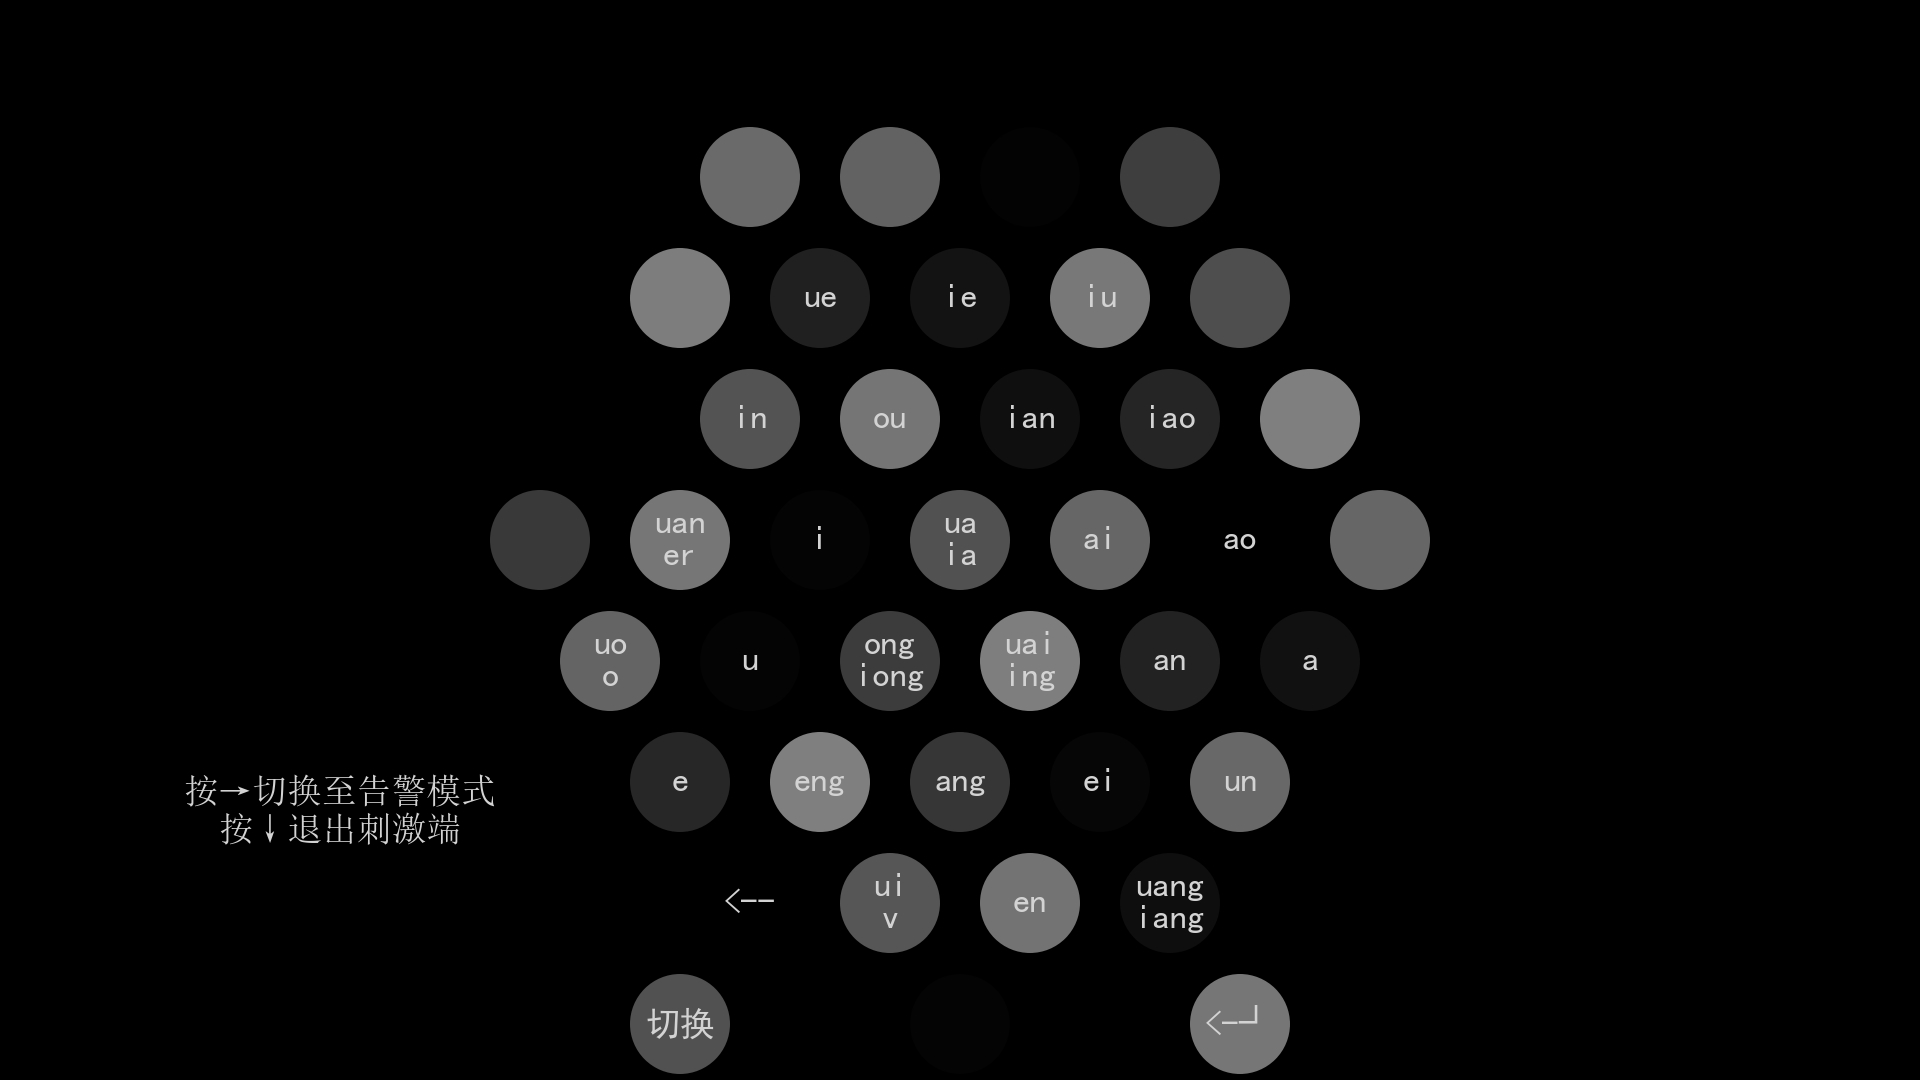 ue ie iu
in ou ian iao
uan
er
i
ua
ia
ai
ao
uo
o
u
ong
iong
uai
ing
an
a
按→切换至告警模式
按↓退出刺激端
e eng ang ei un
<--
ui
v
en
uang
iang
切换
<-┘